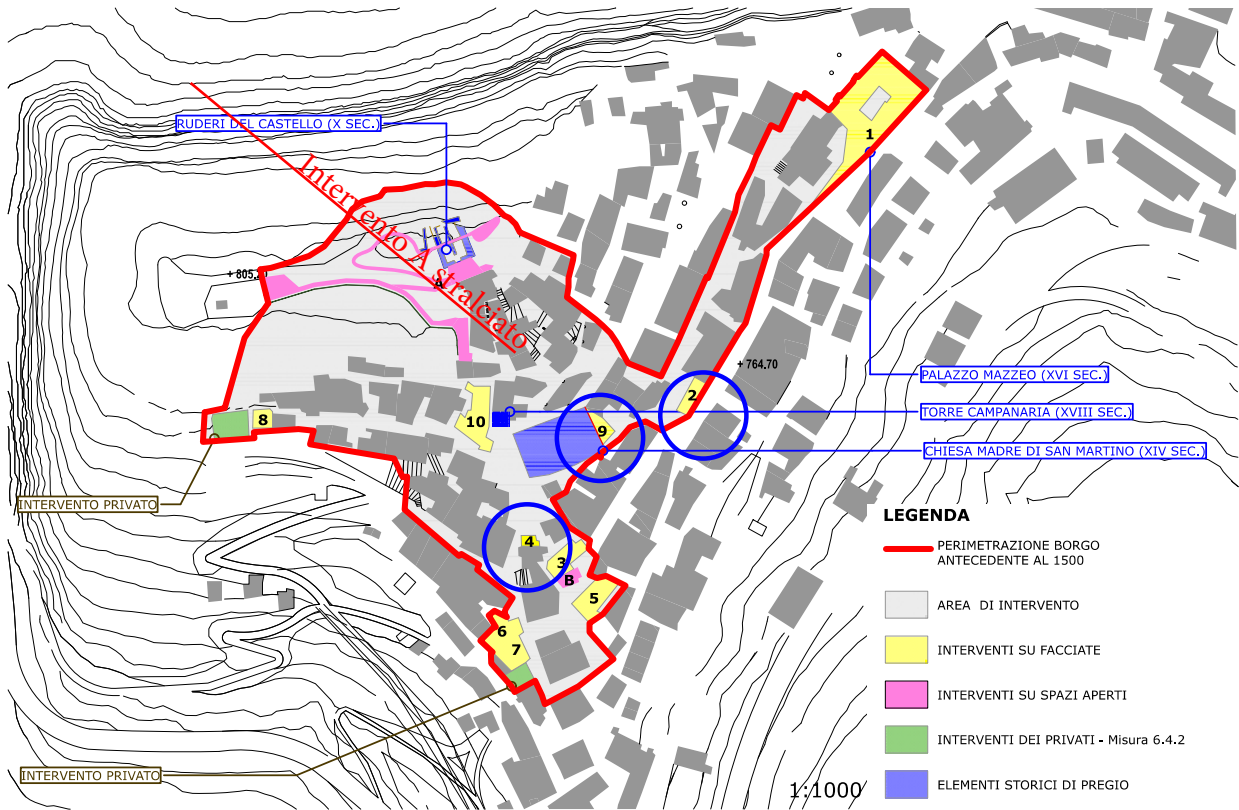 RUDERI DEL CASTELLO (X SEC.)
Intervento A stralciato
1
A
+ 764.70
PALAZZO MAZZEO (XVI SEC.)
2
TORRE CAMPANARIA (XVIII SEC.)
8
10
9
CHIESA MADRE DI SAN MARTINO (XIV SEC.)
INTERVENTO PRIVATO
4
3
B
5
6
7
INTERVENTO PRIVATO
LEGENDA
PERIMETRAZIONE BORGO
ANTECEDENTE AL 1500
AREA DI INTERVENTO
INTERVENTI SU FACCIATE
INTERVENTI SU SPAZI APERTI
INTERVENTI DEI PRIVATI - Misura 6.4.2
ELEMENTI STORICI DI PREGIO
1:1000